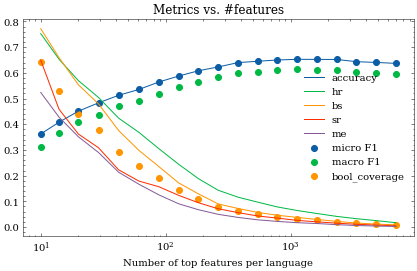 Metrics vs. #features
0.8
0.7
0.6
0.5
0.4
0.3
0.2
0.1
0.0
accuracy
hr
bs
sr
me
micro F1
macro F1
bool_coverage
10¹ 10² 10³
Number of top features per language